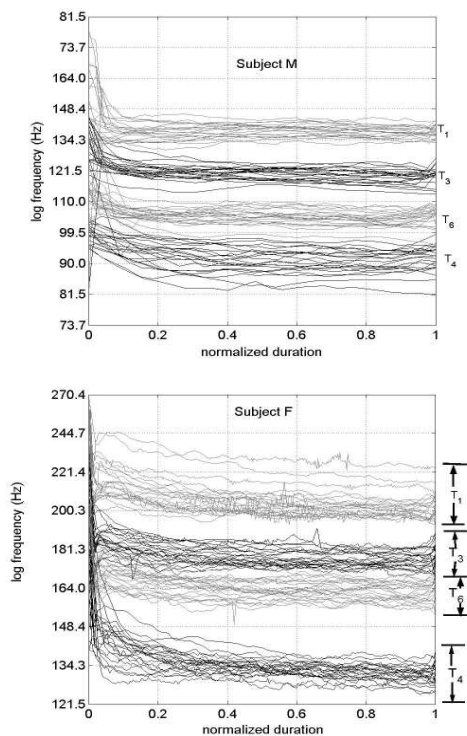 Subject M
log frequency (Hz)
181.5
73.7
164.0
148.4
134.3
121.5
110.0
99.5
90.0
81.5
73.7
0 0.2 0.4 0.6 0.8 1
normalized duration
T1
T3
T6
T4
Subject F
log frequency (Hz)
270.4
244.7
221.4
200.3
181.3
164.0
148.4
134.3
121.5
0 0.2 0.4 0.6 0.8 1
normalized duration
T1
T3
T6
T4